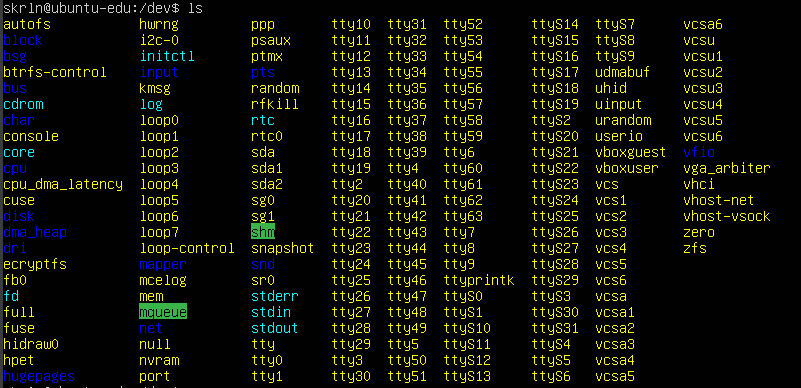 skrln@ubuntu-edu:/dev$ ls
autofs hwrng ppp tty10 tty31 tty52 ttyS14 ttyS7 vcsa6
block i2c-0 psaux tty11 tty32 tty53 ttyS15 ttyS8 vcsu
bsg initctl ptmx tty12 tty33 tty54 ttyS16 ttyS9 vcsu1
btrfs-control input pts tty13 tty34 tty55 ttyS17 udmabuf vcsu2
bus kmsg random tty14 tty35 tty56 ttyS18 uhid vcsu3
cdrom log rfkill tty15 tty36 tty57 ttyS19 uinput vcsu4
char loop0 rtc tty16 tty37 tty58 ttyS2 urandom vcsu5
console loop1 rtc0 tty17 tty38 tty59 ttyS20 userio vcsu6
core loop2 sda tty18 tty39 tty6 ttyS21 vboxguest vfio
cpu loop3 sda1 tty19 tty4 tty60 ttyS22 vboxuser vga_arbiter
cpu_dma_latency loop4 sda2 tty2 tty40 tty61 ttyS23 vcs vhci
cuse loop5 sg0 tty20 tty41 tty62 ttyS24 vcs1 vhost-net
disk loop6 sg1 tty21 tty42 tty63 ttyS25 vcs2 vhost-vsock
dma_heap loop7 shm tty22 tty43 tty7 ttyS26 vcs3 zero
dri loop-control snapshot tty23 tty44 tty8 ttyS27 vcs4 zfs
ecryptfs mapper snd tty24 tty45 tty9 ttyS28 vcs5
fb0 mcelog sr0 tty25 tty46 ttyprintk ttyS29 vcs6
fd mem stderr tty26 tty47 ttyS0 ttyS3 vcsa
full mqueue stdin tty27 tty48 ttyS1 ttyS30 vcsa1
fuse net stdout tty28 tty49 ttyS10 ttyS31 vcsa2
hidraw0 null tty tty29 tty5 ttyS11 ttyS4 vcsa3
hpet nvram tty0 tty3 tty50 ttyS12 ttyS5 vcsa4
hugepages port tty1 tty30 tty51 ttyS13 ttyS6 vcsa5